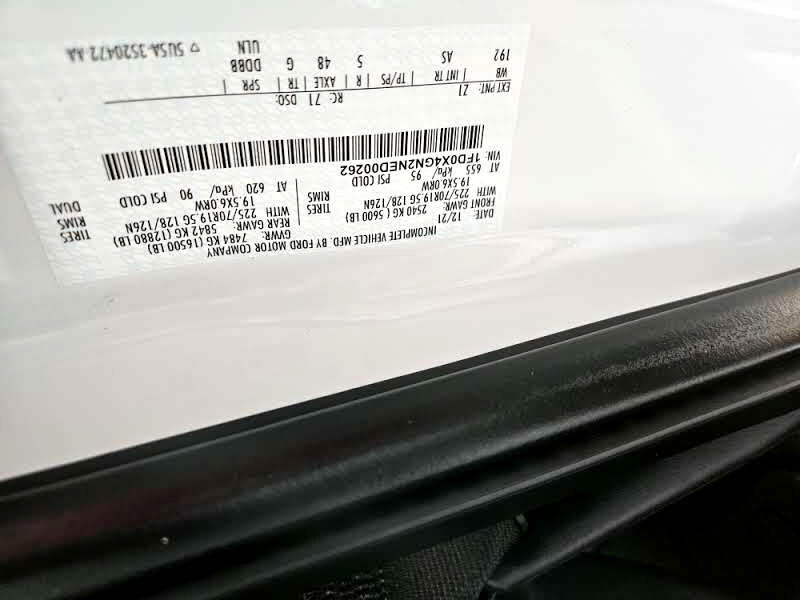 INCOMPLETE VEHICLE MFD. BY FORD MOTOR COMPANY
DATE: 12/21 GVWR: 7484 KG (16500 LB)
FRONT GAWR: 2540 KG (5600 LB) REAR GAWR: 5842 KG (12880 LB)
WITH 225/70R19.5G 128/126N TIRES WITH 225/70R19.5G 128/126N TIRES
19.5X6.0RW RIMS 19.5X6.0RW RIMS
AT 655 kPa/ 95 PSI COLD AT 620 kPa/ 90 PSI COLD DUAL
VIN: 1FD0X4GN2NED00262
EXT PNT: Z1 RC: 71 DSO:
WB INT TR TP/PS R AXLE TR SPR
192 AS 5 48 G DDBB
ULN
5USA-3520472-AA